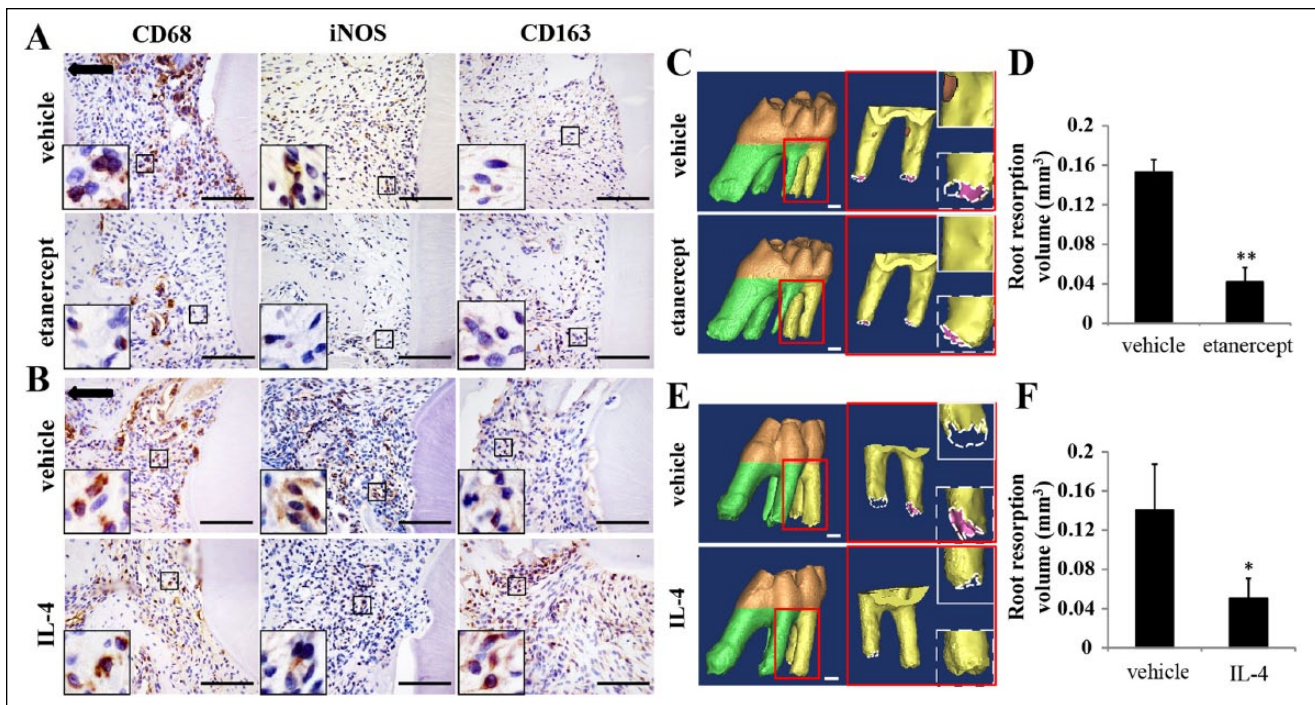 A
CD68
iNOS
CD163
vehicle
etanercept
B
vehicle
IL-4
C
vehicle
etanercept
D
Root resorption
volume (mm³)
0.2
0.16
0.12
0.08
0.04
0
**
vehicle
etanercept
E
vehicle
IL-4
F
Root resorption
volume (mm³)
0.2
0.16
0.12
0.08
0.04
0
*
vehicle
IL-4